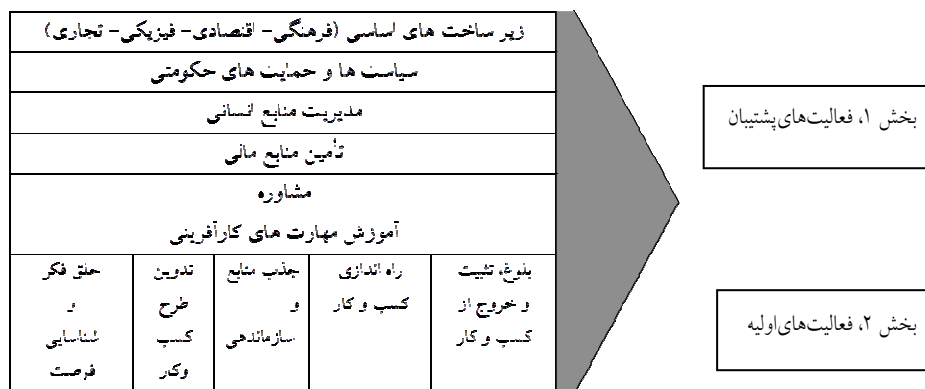 زیر ساخت های اساسی (فرهنگی- اقتصادی- فیزیکی- تجاری)
سیاست ها و حمایت های حکومتی
مدیریت منابع انسانی
تأمین منابع مالی
مشاوره
آموزش مهارت های کارآفرینی
خلق فکر
و
شناسایی
فرصت
تدوین
طرح
کسب
وکار
جذب منابع
و
سازماندهی
راه اندازی
کسب و کار
بلوغ، تثبیت
و خروج از
کسب و کار
بخش ۱، فعالیت‌های پشتیبان
بخش ۲، فعالیت‌های اولیه